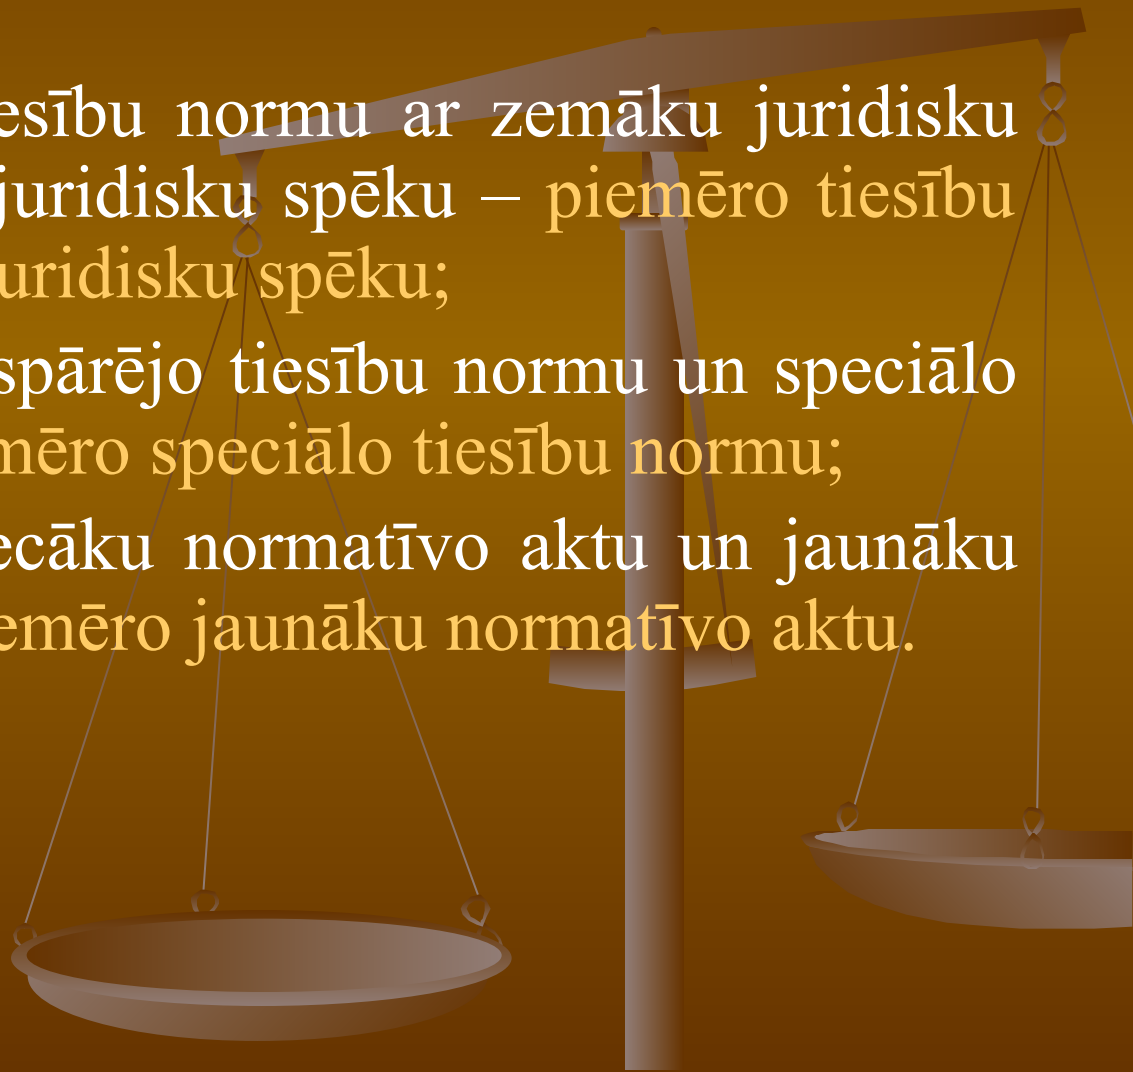 esību normu ar zemāku juridisku
juridisku spēku – piemēro tiesību
uridisku spēku;
spārējo tiesību normu un speciālo
mēro speciālo tiesību normu;
ecāku normatīvo aktu un jaunāku
emēro jaunāku normatīvo aktu.